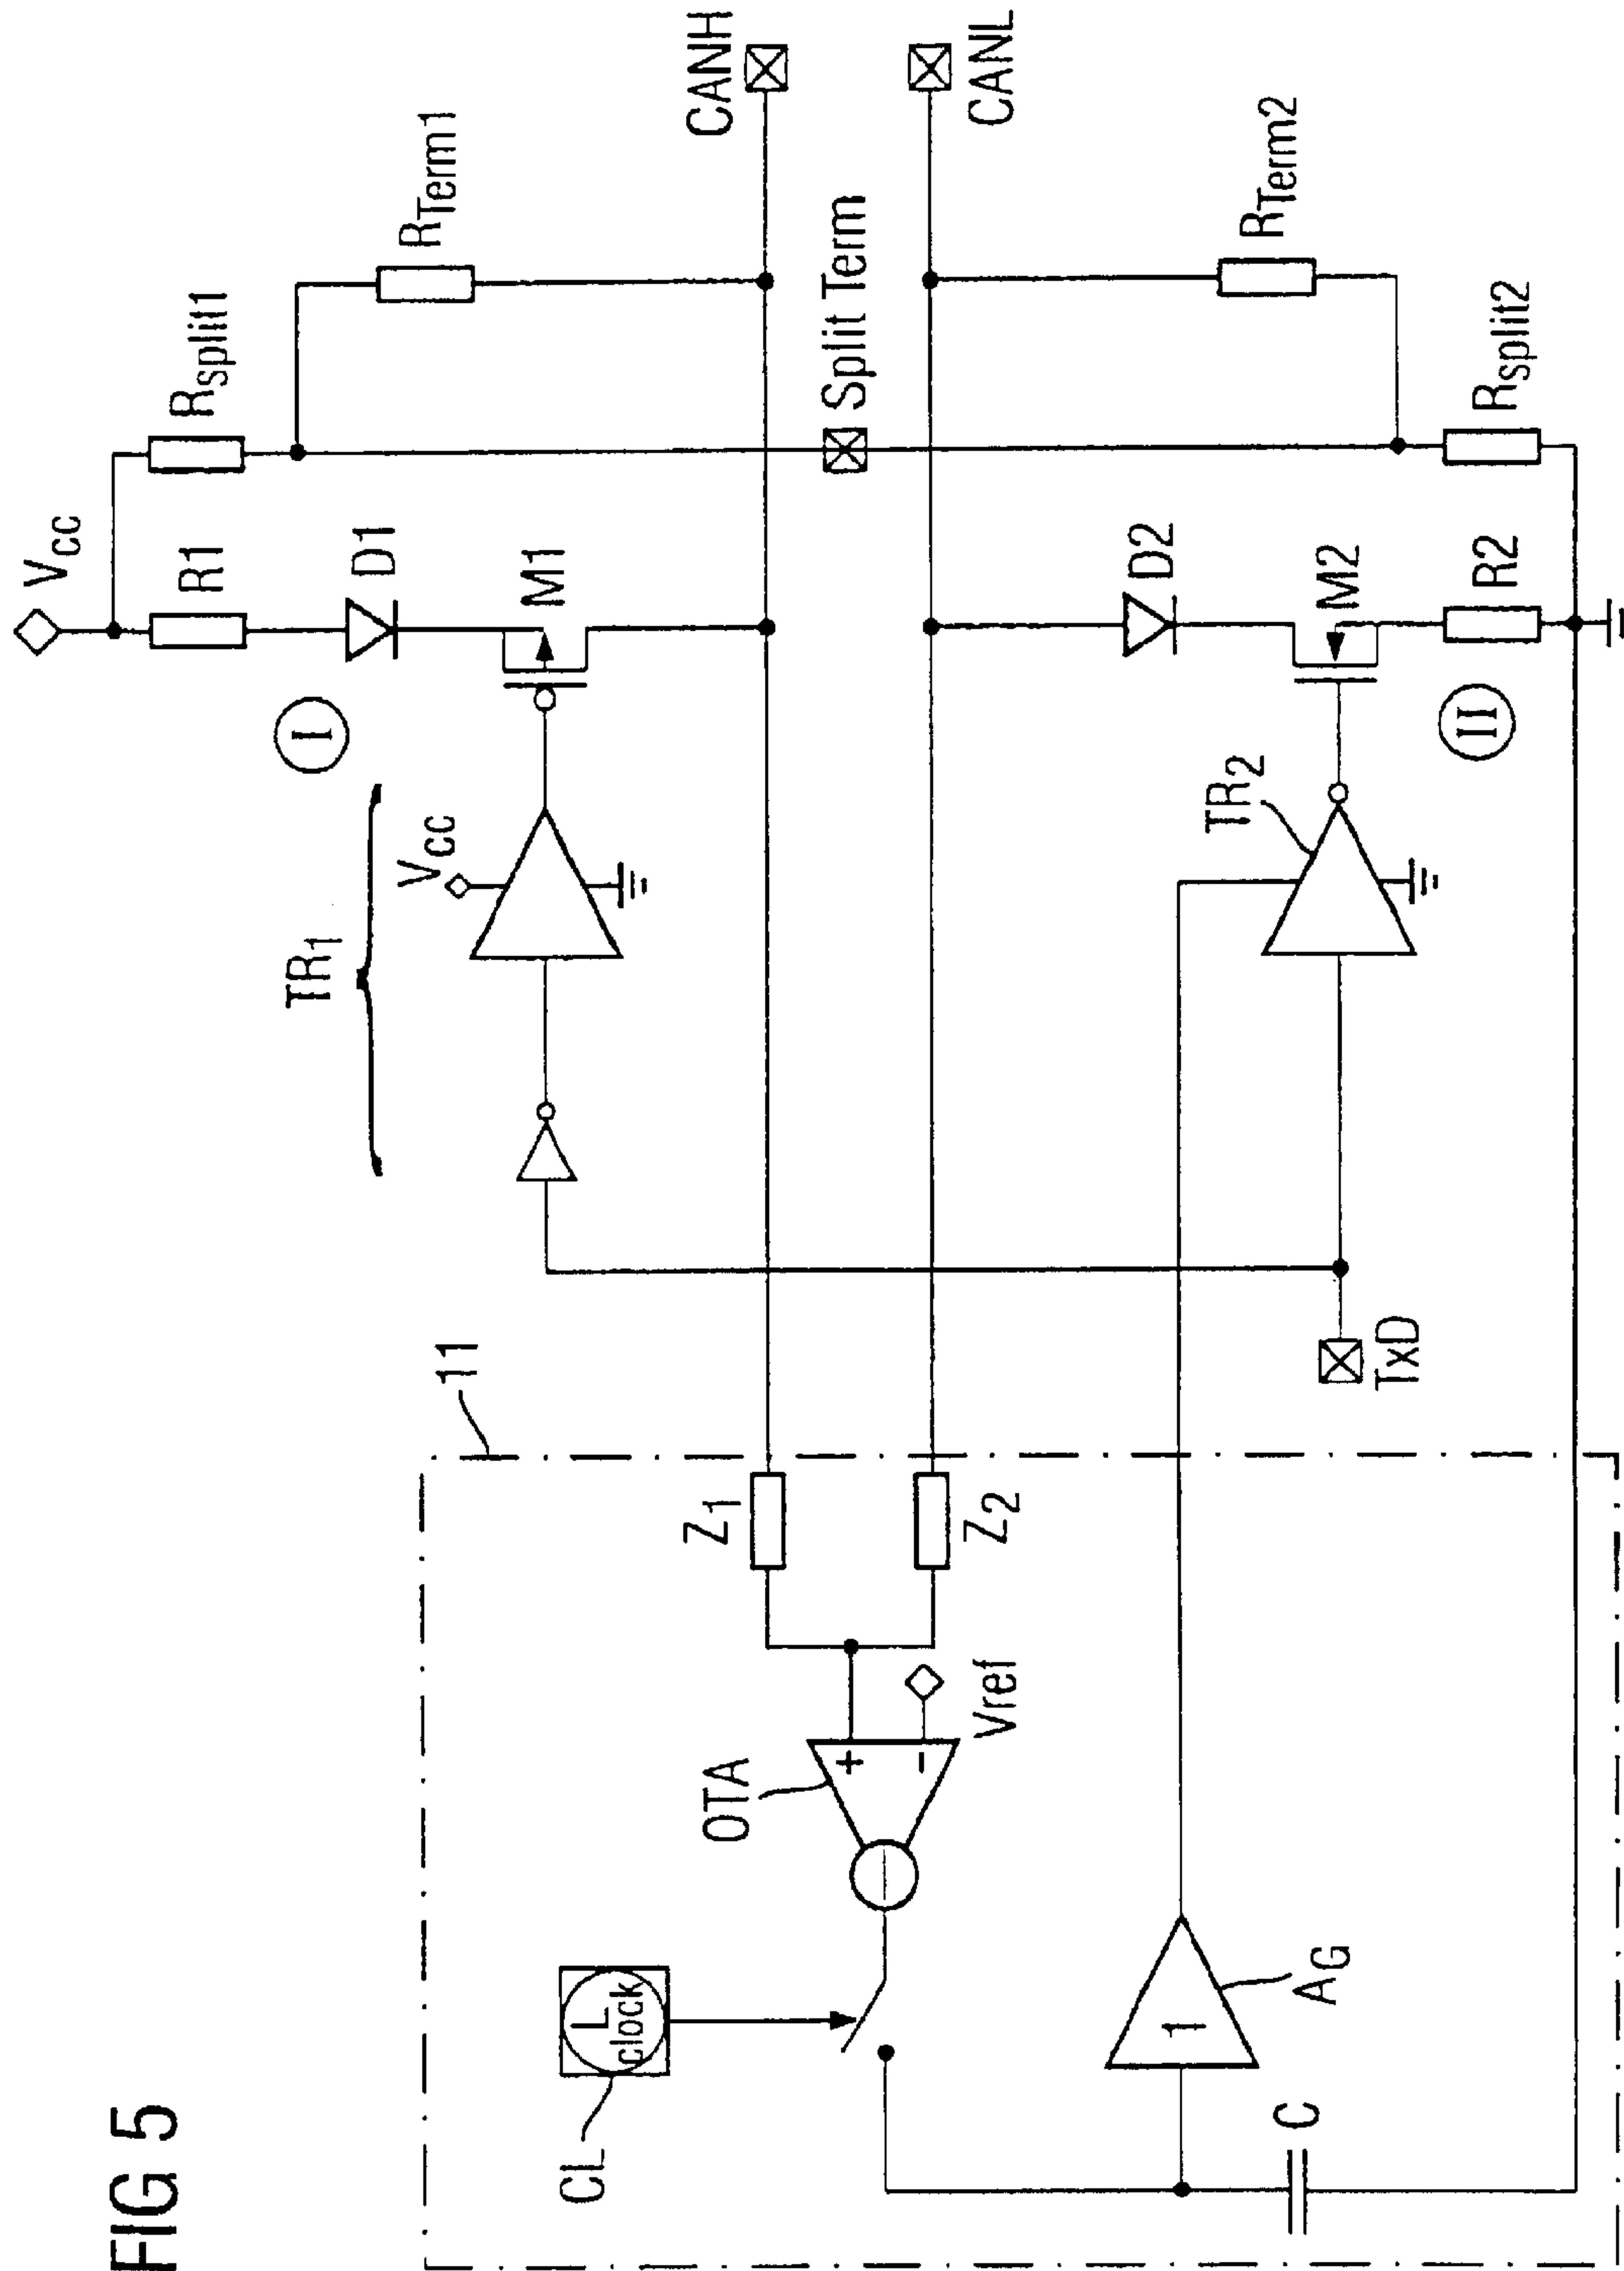 FIG 5
11
CL
L
clock
OTA
+
-
Vref
Z1
Z2
AG
1
C
TxD
TR1
Vcc
TR2
I
II
Vcc
R1
D1
M1
D2
M2
R2
Rsplit1
RTerm1
Split Term
RTerm2
Rsplit2
CANH
CANL